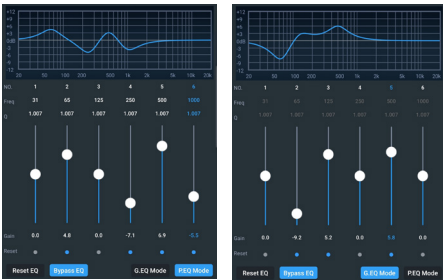 +12
+9
+6
+3
0dB
-3
-6
-9
-12
20 50 100 200 500 1k 2k 5k 10k 20k
NO. 1 2 3 4 5 6
Freq 31 65 125 250 500 1000
Q 1.007 1.007 1.007 1.007 1.007 1.007
Gain 0.0 4.8 0.0 -7.1 6.9 -5.5
Reset
Reset EQ Bypass EQ G.EQ Mode P.EQ Mode
+12
+9
+6
+3
0dB
-3
-6
-9
-12
20 50 100 200 500 1k 2k 5k 10k 20k
NO. 1 2 3 4 5 6
Freq 31 65 125 250 500 1000
Q 1.007 1.007 1.007 1.007 1.007 1.007
Gain 0.0 -9.2 5.2 0.0 5.8 0.0
Reset
Reset EQ Bypass EQ G.EQ Mode P.EQ Mode